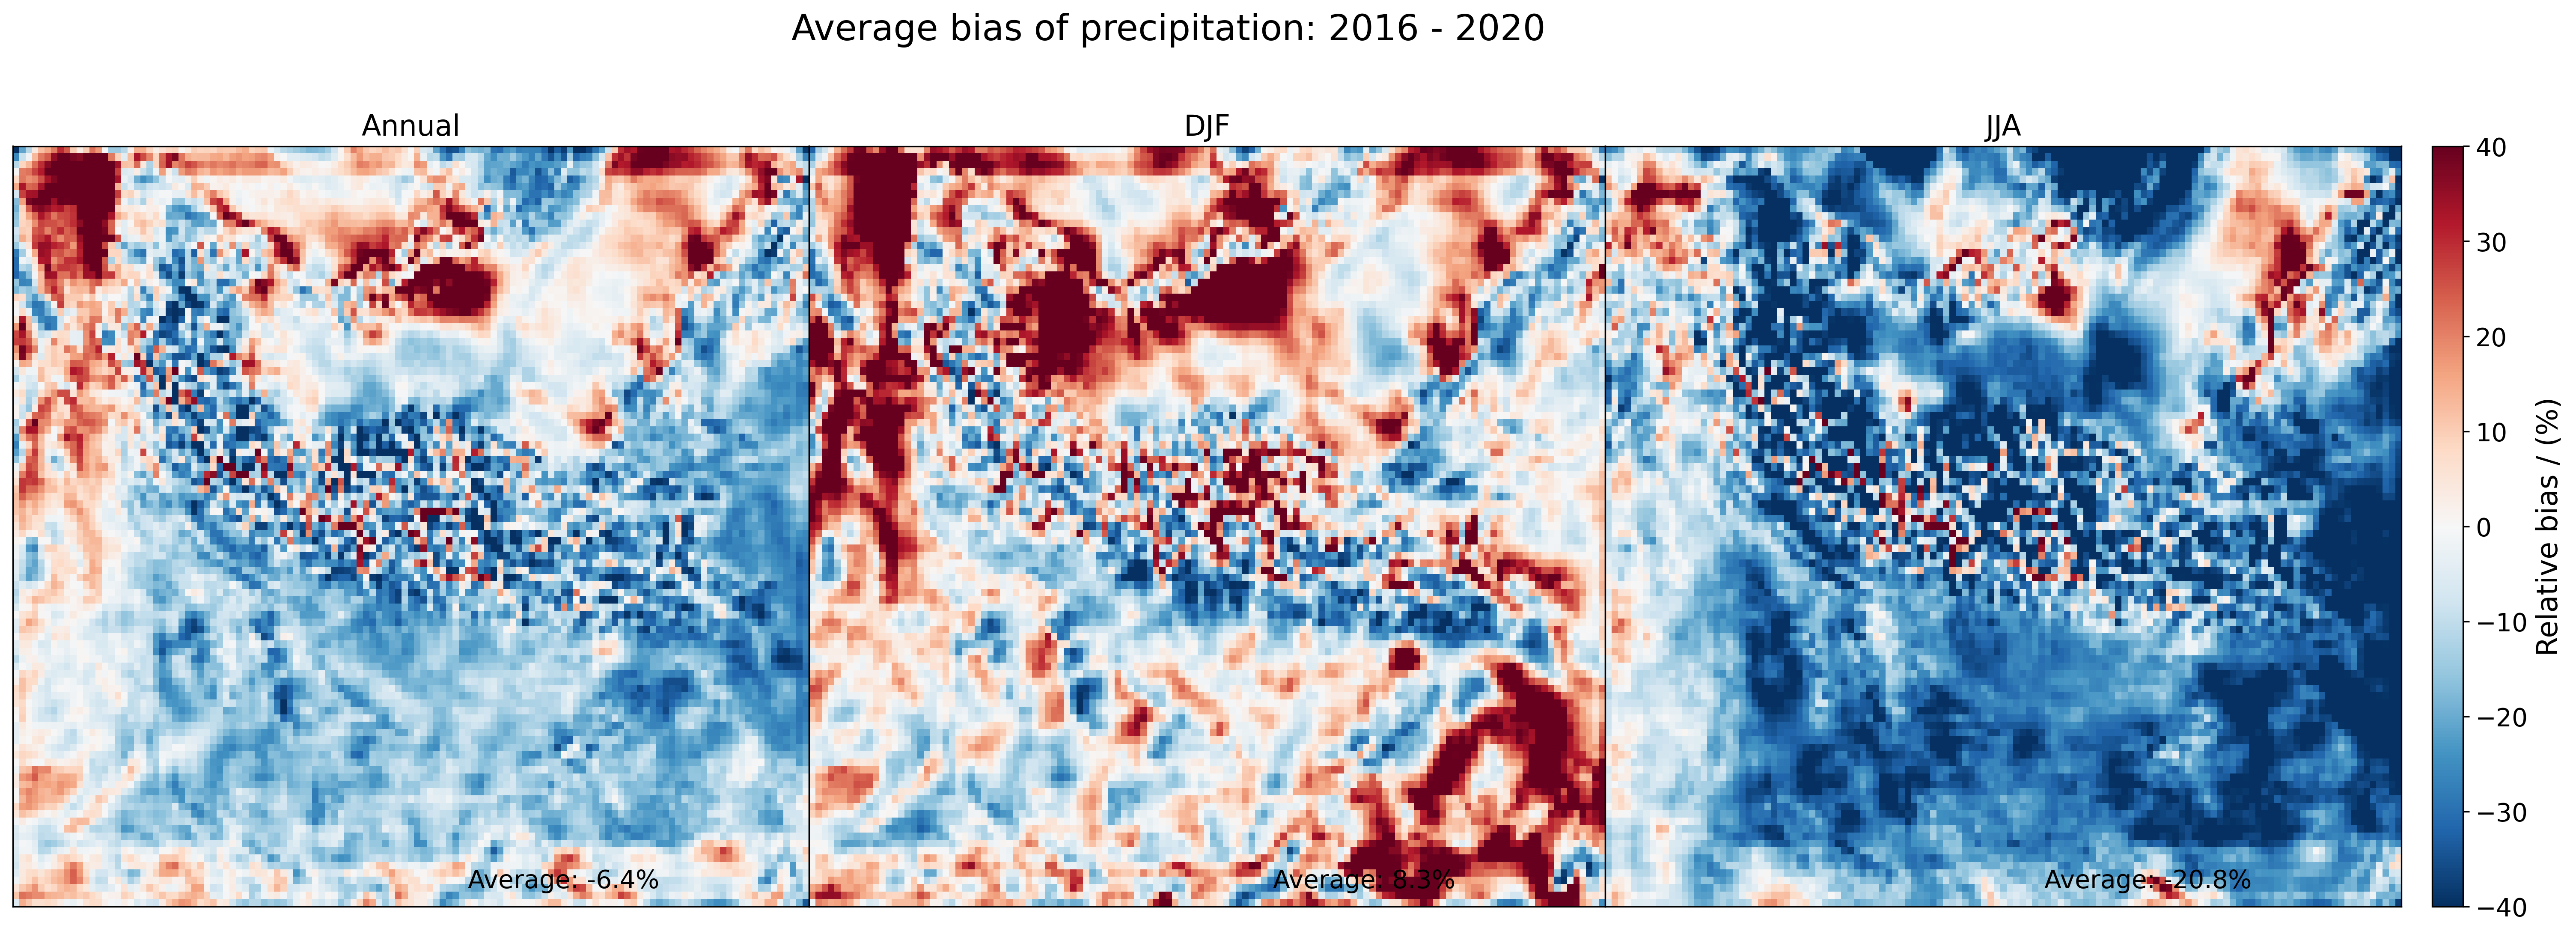 Average bias of precipitation: 2016 - 2020
Annual
DJF
JJA
Average: -6.4%
Average: 8.3%
Average: -20.8%
40
30
20
10
0
−10
−20
−30
−40
Relative bias / (%)